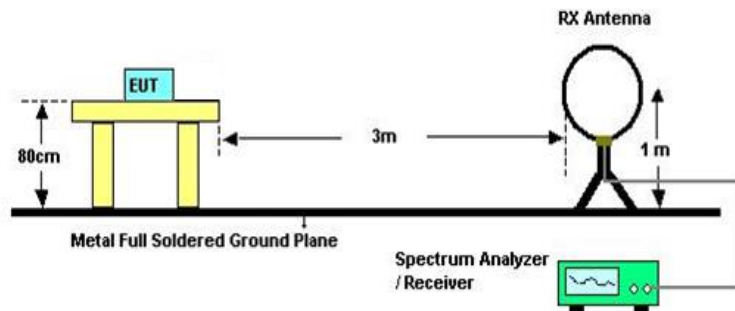 RX Antenna
EUT
80cm
3m
1 m
Metal Full Soldered Ground Plane
Spectrum Analyzer
/ Receiver